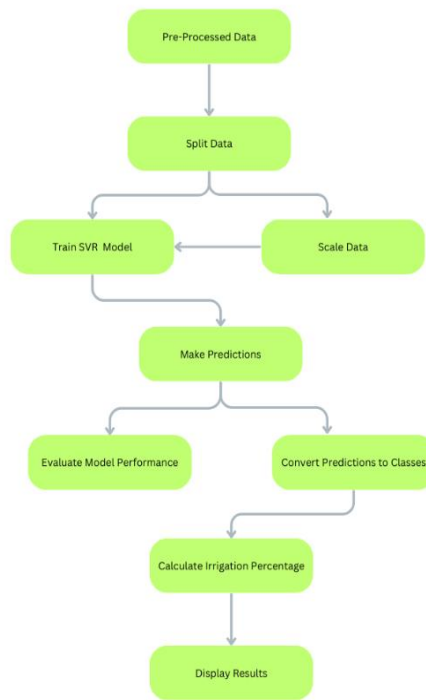 Pre-Processed Data
Split Data
Train SVR Model
Scale Data
Make Predictions
Evaluate Model Performance
Convert Predictions to Classes
Calculate Irrigation Percentage
Display Results